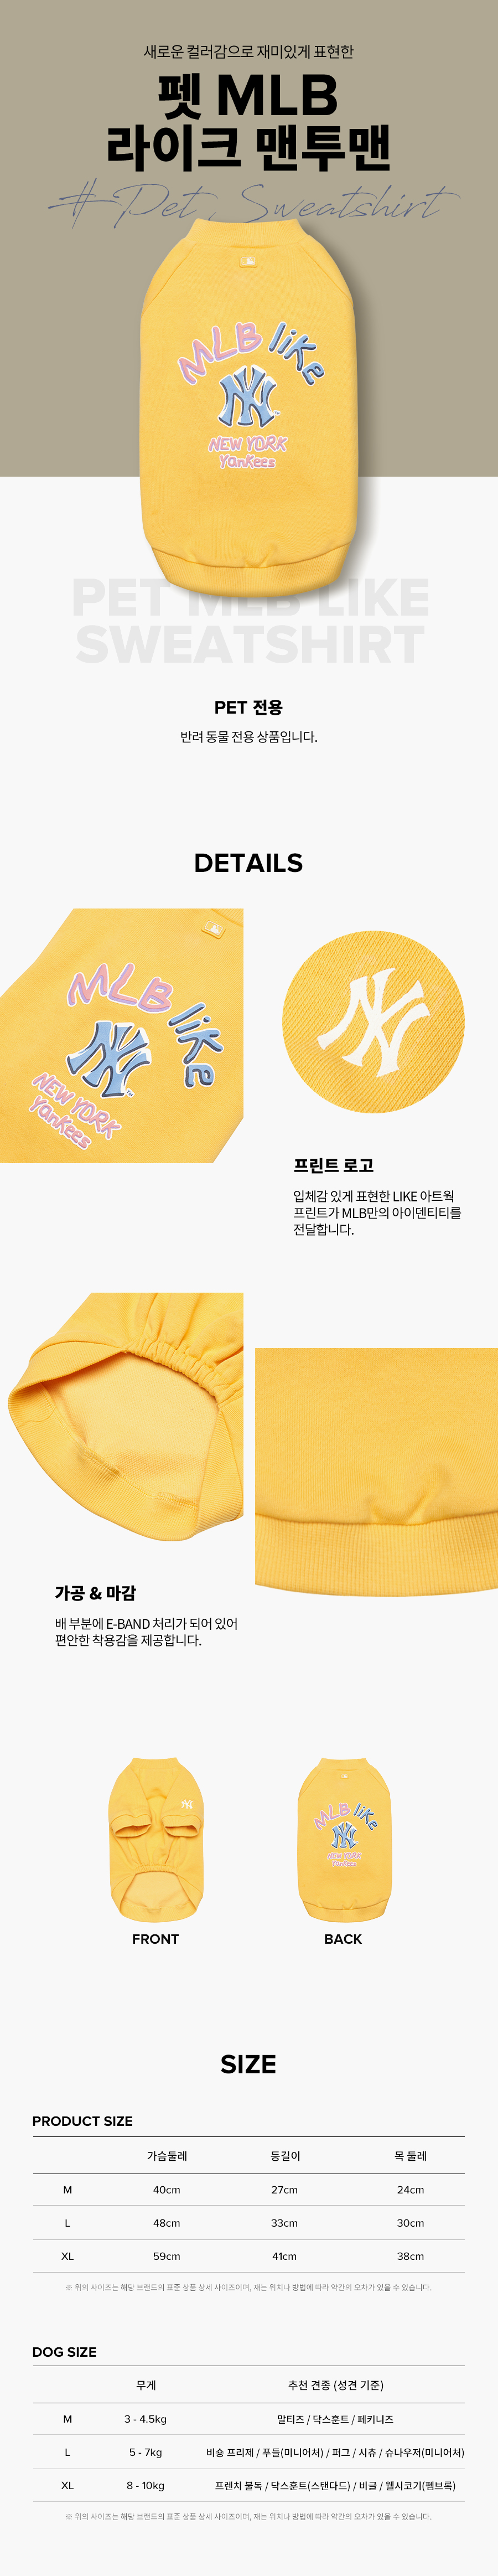 새로운 컬러감으로 재미있게 표현한
펫 MLB
라이크 맨투맨
#Pet, Sweatshirt
MLB like
NY
TM
NEW YORK
Yankees
PET MLB LIKE
SWEATSHIRT
PET 전용
반려 동물 전용 상품입니다.
DETAILS
MLB like
NY
TM
NEW YORK
Yankees
NY
프린트 로고
입체감 있게 표현한 LIKE 아트웍
프린트가 MLB만의 아이덴티티를
전달합니다.
가공 & 마감
배 부분에 E-BAND 처리가 되어 있어
편안한 착용감을 제공합니다.
NY
MLB like
NY
NEW YORK
Yankees
FRONT BACK
SIZE
PRODUCT SIZE
가슴둘레 등길이 목 둘레
M 40cm 27cm 24cm
L 48cm 33cm 30cm
XL 59cm 41cm 38cm
※ 위의 사이즈는 해당 브랜드의 표준 상품 상세 사이즈이며, 재는 위치나 방법에 따라 약간의 오차가 있을 수 있습니다.
DOG SIZE
무게 추천 견종 (성견 기준)
M 3 - 4.5kg 말티즈 / 닥스훈트 / 페키니즈
L 5 - 7kg 비숑 프리제 / 푸들(미니어처) / 퍼그 / 시츄 / 슈나우저(미니어처)
XL 8 - 10kg 프렌치 불독 / 닥스훈트(스탠다드) / 비글 / 웰시코기(펨브록)
※ 위의 사이즈는 해당 브랜드의 표준 상품 상세 사이즈이며, 재는 위치나 방법에 따라 약간의 오차가 있을 수 있습니다.